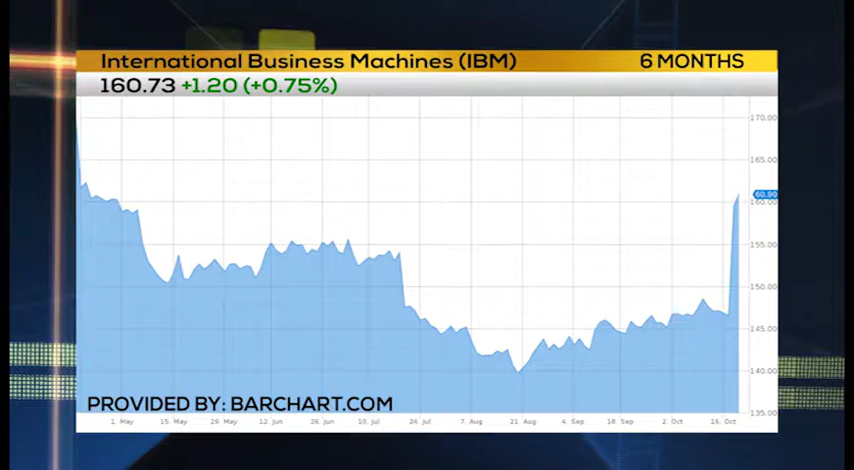 International Business Machines (IBM) 6 MONTHS
160.73 +1.20 (+0.75%)
170.00
165.00
60.90
160.00
155.00
150.00
145.00
140.00
135.00
PROVIDED BY: BARCHART.COM
1. May 15. May 29. May 12. Jun 26. Jun 10. Jul 24. Jul 7. Aug 21. Aug 4. Sep 18. Sep 2. Oct 16. Oct